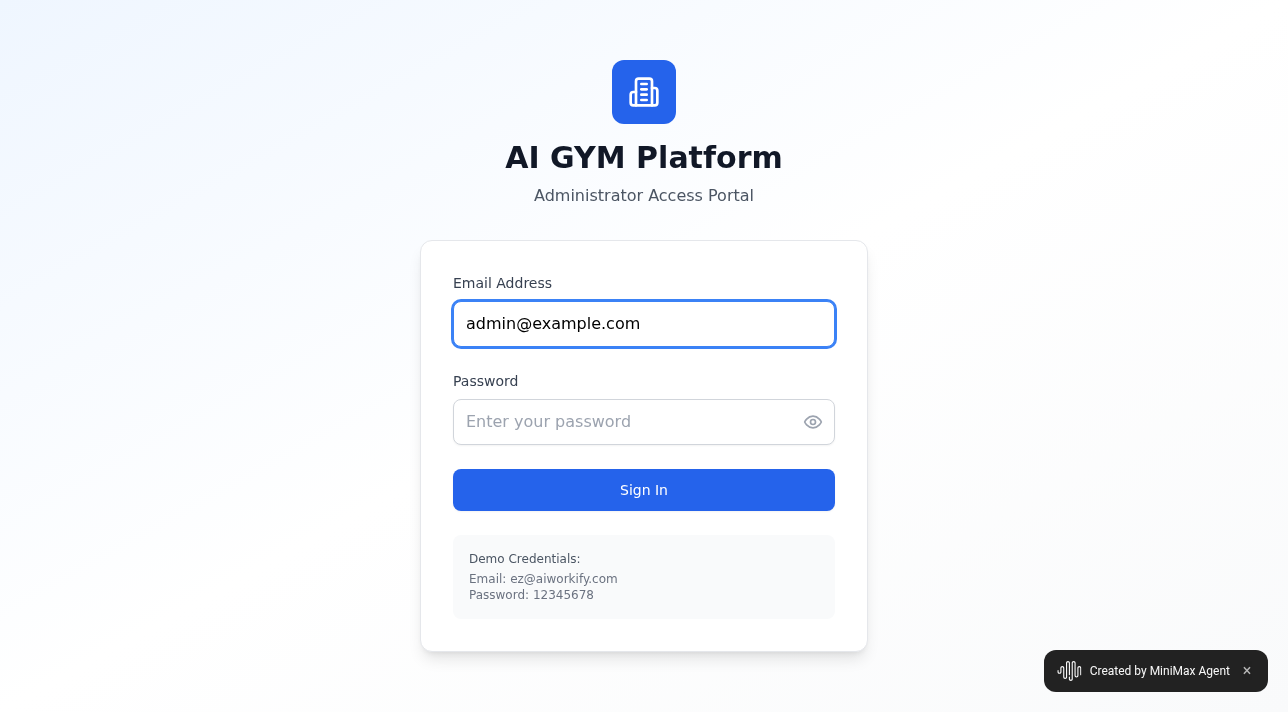 AI GYM Platform
Administrator Access Portal
Email Address
admin@example.com
Password
Enter your password
Sign In
Demo Credentials:
Email: ez@aiworkify.com
Password: 12345678
Created by MiniMax Agent ×